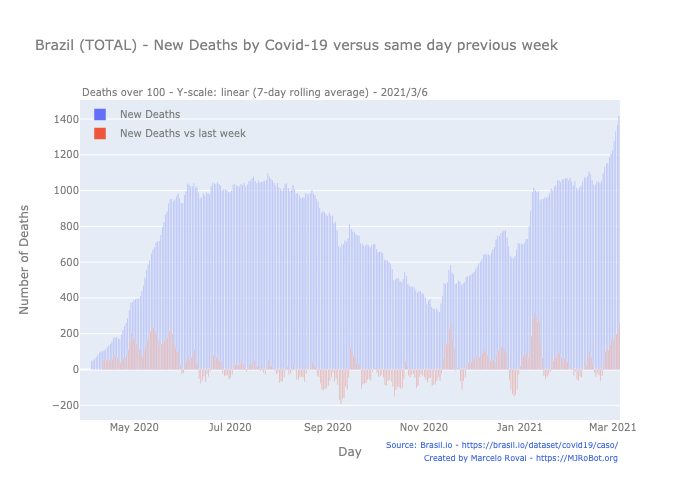 Brazil (TOTAL) - New Deaths by Covid-19 versus same day previous week
Deaths over 100 - Y-scale: linear (7-day rolling average) - 2021/3/6
New Deaths
New Deaths vs last week
1400
1200
1000
800
600
400
200
0
−200
Number of Deaths
May 2020 Jul 2020 Sep 2020 Nov 2020 Jan 2021 Mar 2021
Day
Source: Brasil.io - https://brasil.io/dataset/covid19/caso/
Created by Marcelo Rovai - https://MJRoBot.org